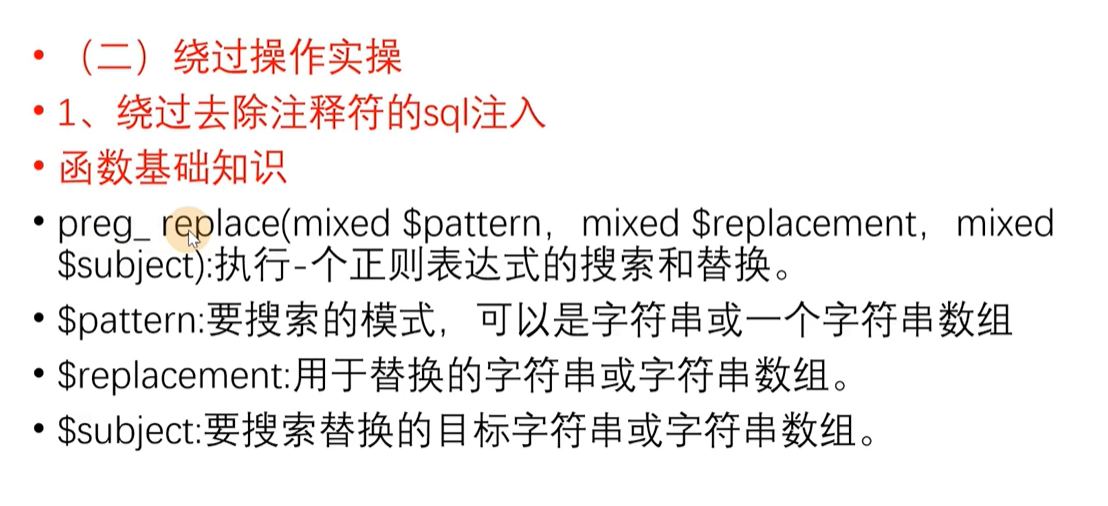 • （二）绕过操作实操
• 1、绕过去除注释符的sql注入
• 函数基础知识
• preg_ replace(mixed $pattern，mixed $replacement，mixed
$subject):执行-个正则表达式的搜索和替换。
• $pattern:要搜索的模式，可以是字符串或一个字符串数组
• $replacement:用于替换的字符串或字符串数组。
• $subject:要搜索替换的目标字符串或字符串数组。